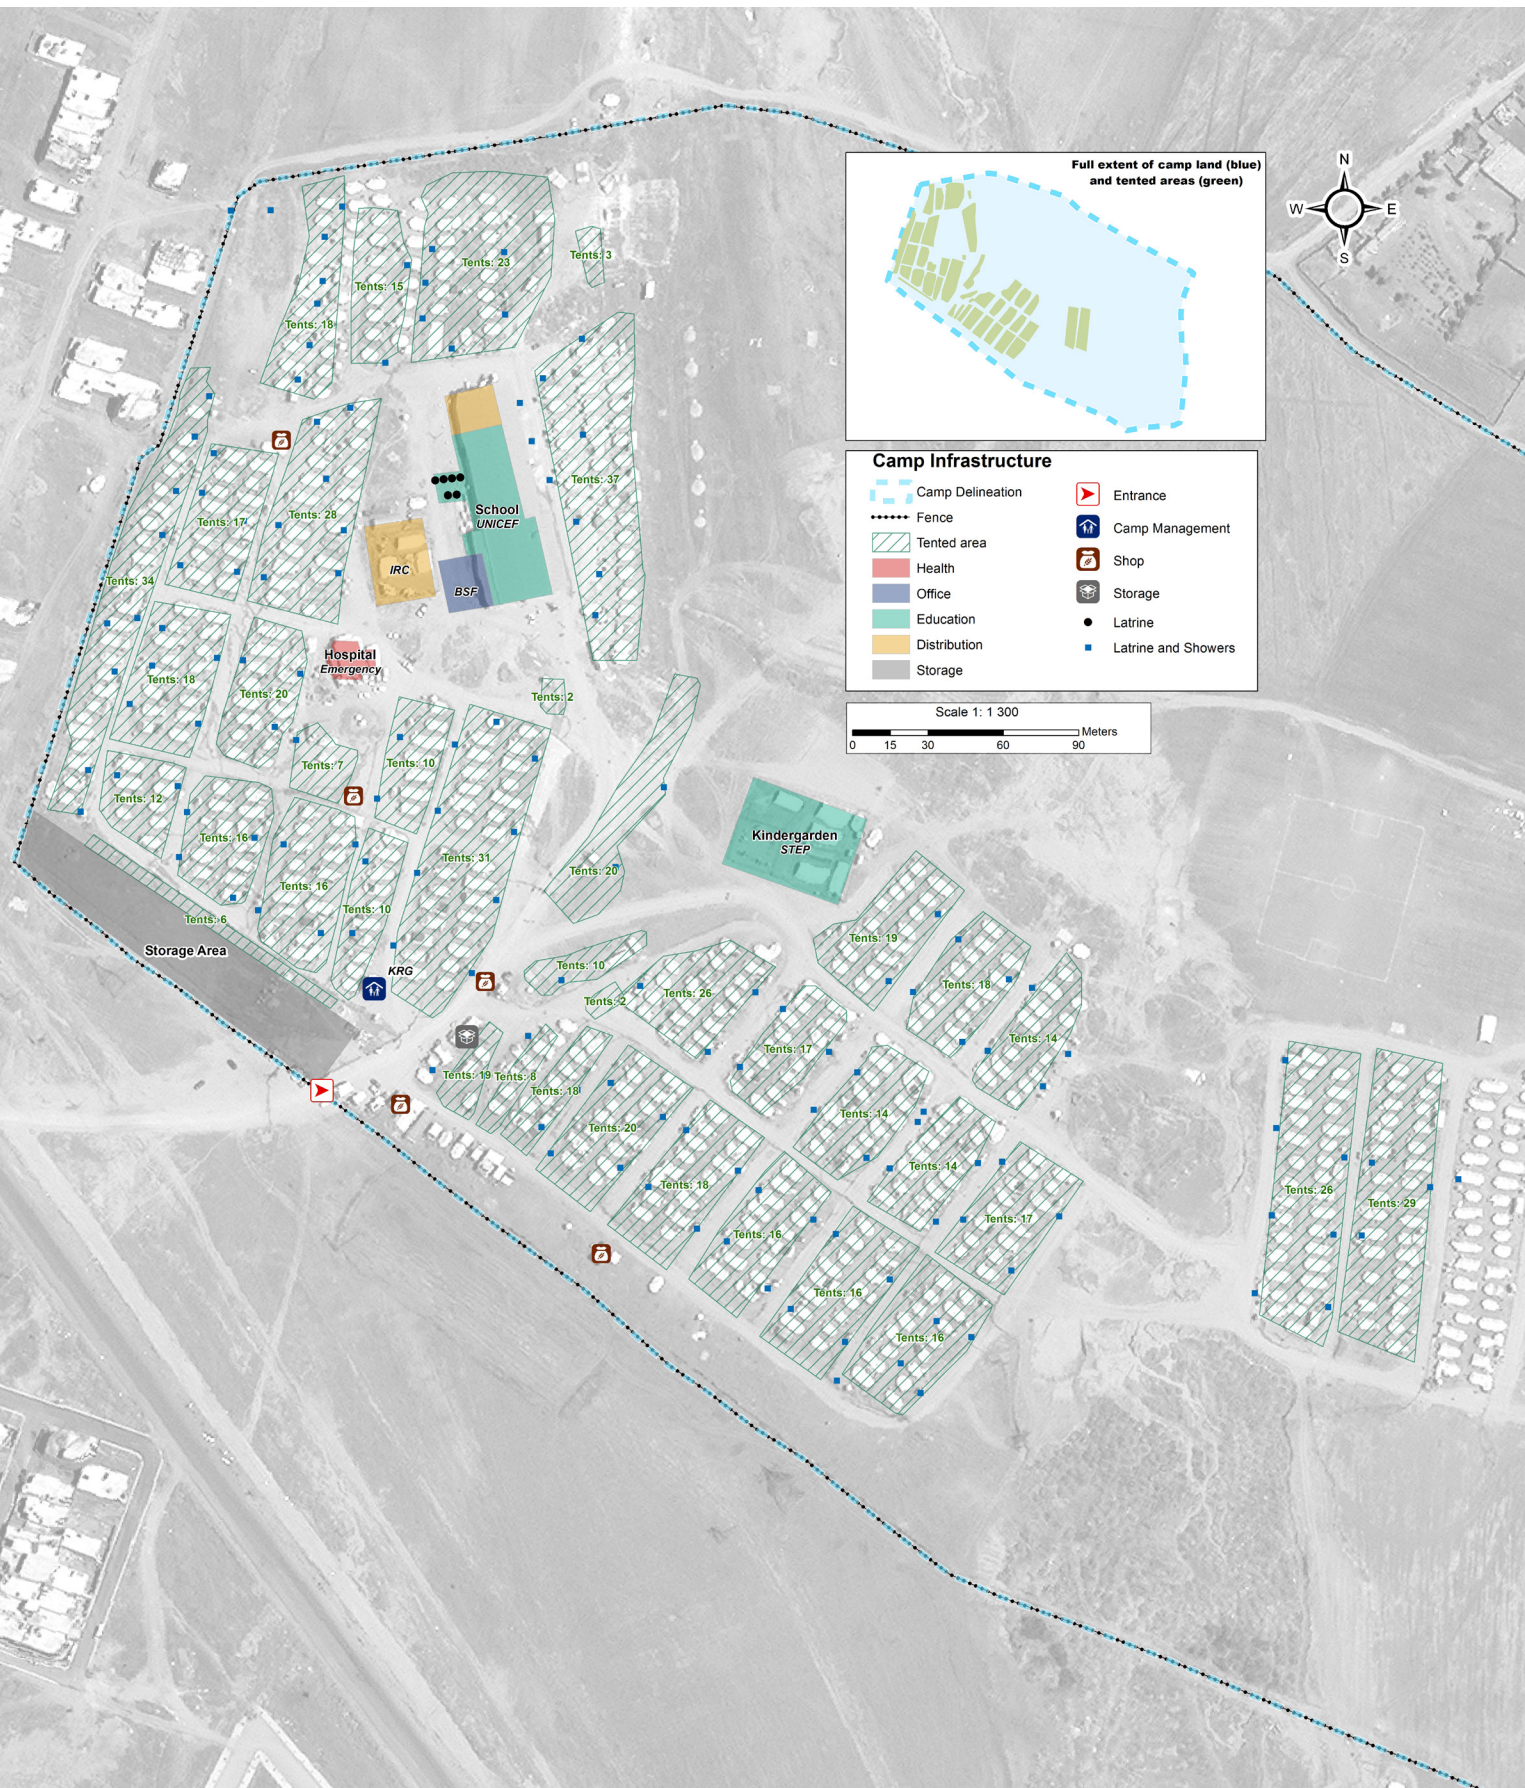 Full extent of camp land (blue)
and tented areas (green)
N
W
E
S
Tents: 3
Tents: 23
Tents: 15
Tents: 18
Camp Infrastructure
Camp Delineation
Fence
Tented area
Health
Office
Education
Distribution
Storage
Entrance
Camp Management
Shop
Storage
Latrine
Latrine and Showers
Scale 1: 1 300
Meters
0
15
30
60
90
Tents: 37
School
UNICEF
Tents: 28
Tents: 17
IRC
Tents: 34
BSF
Hospital
Emergency
Tents: 18
Tents: 20
Tents: 2
Tents: 7
Tents: 10
Tents: 12
Tents: 16
Kindergarden
STEP
Tents: 31
Tents: 20
Tents: 16
Tents: 10
Tents: 6
Storage Area
KRG
Tents: 19
Tents: 10
Tents: 18
Tents: 26
Tents: 2
Tents: 14
Tents: 17
Tents: 19
Tents: 8
Tents: 18
Tents: 14
Tents: 20
Tents: 14
Tents: 18
Tents: 26
Tents: 29
Tents: 17
Tents: 16
Tents: 16
Tents: 16